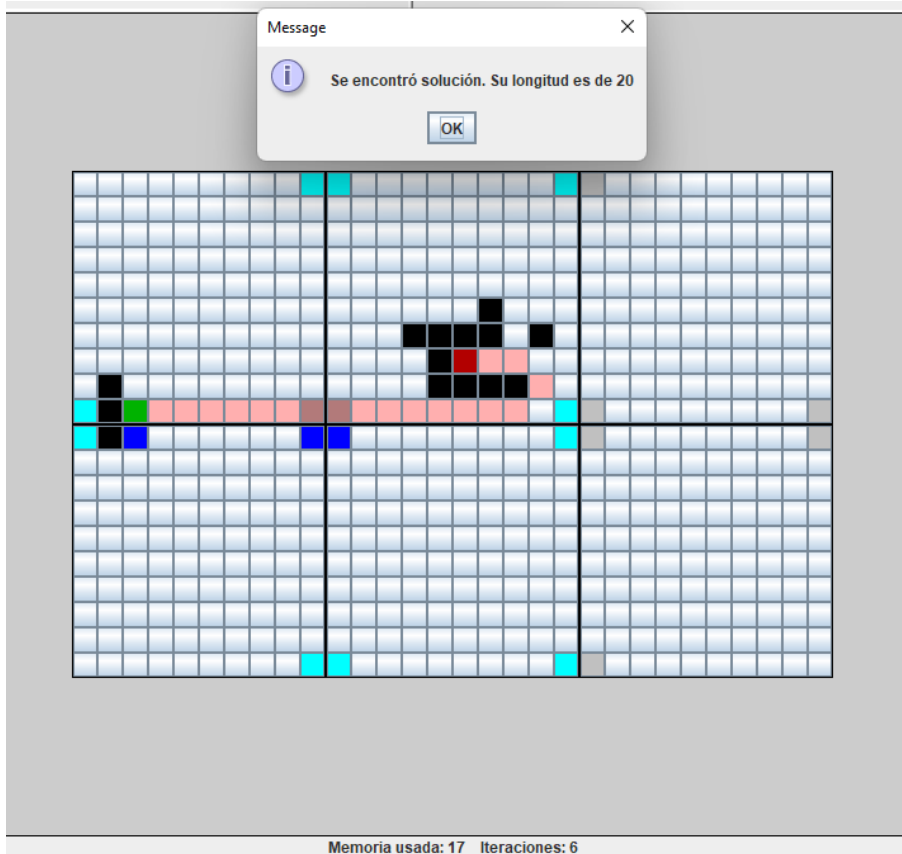 Message
Se encontró solución. Su longitud es de 20
OK
Memoria usada: 17 Iteraciones: 6